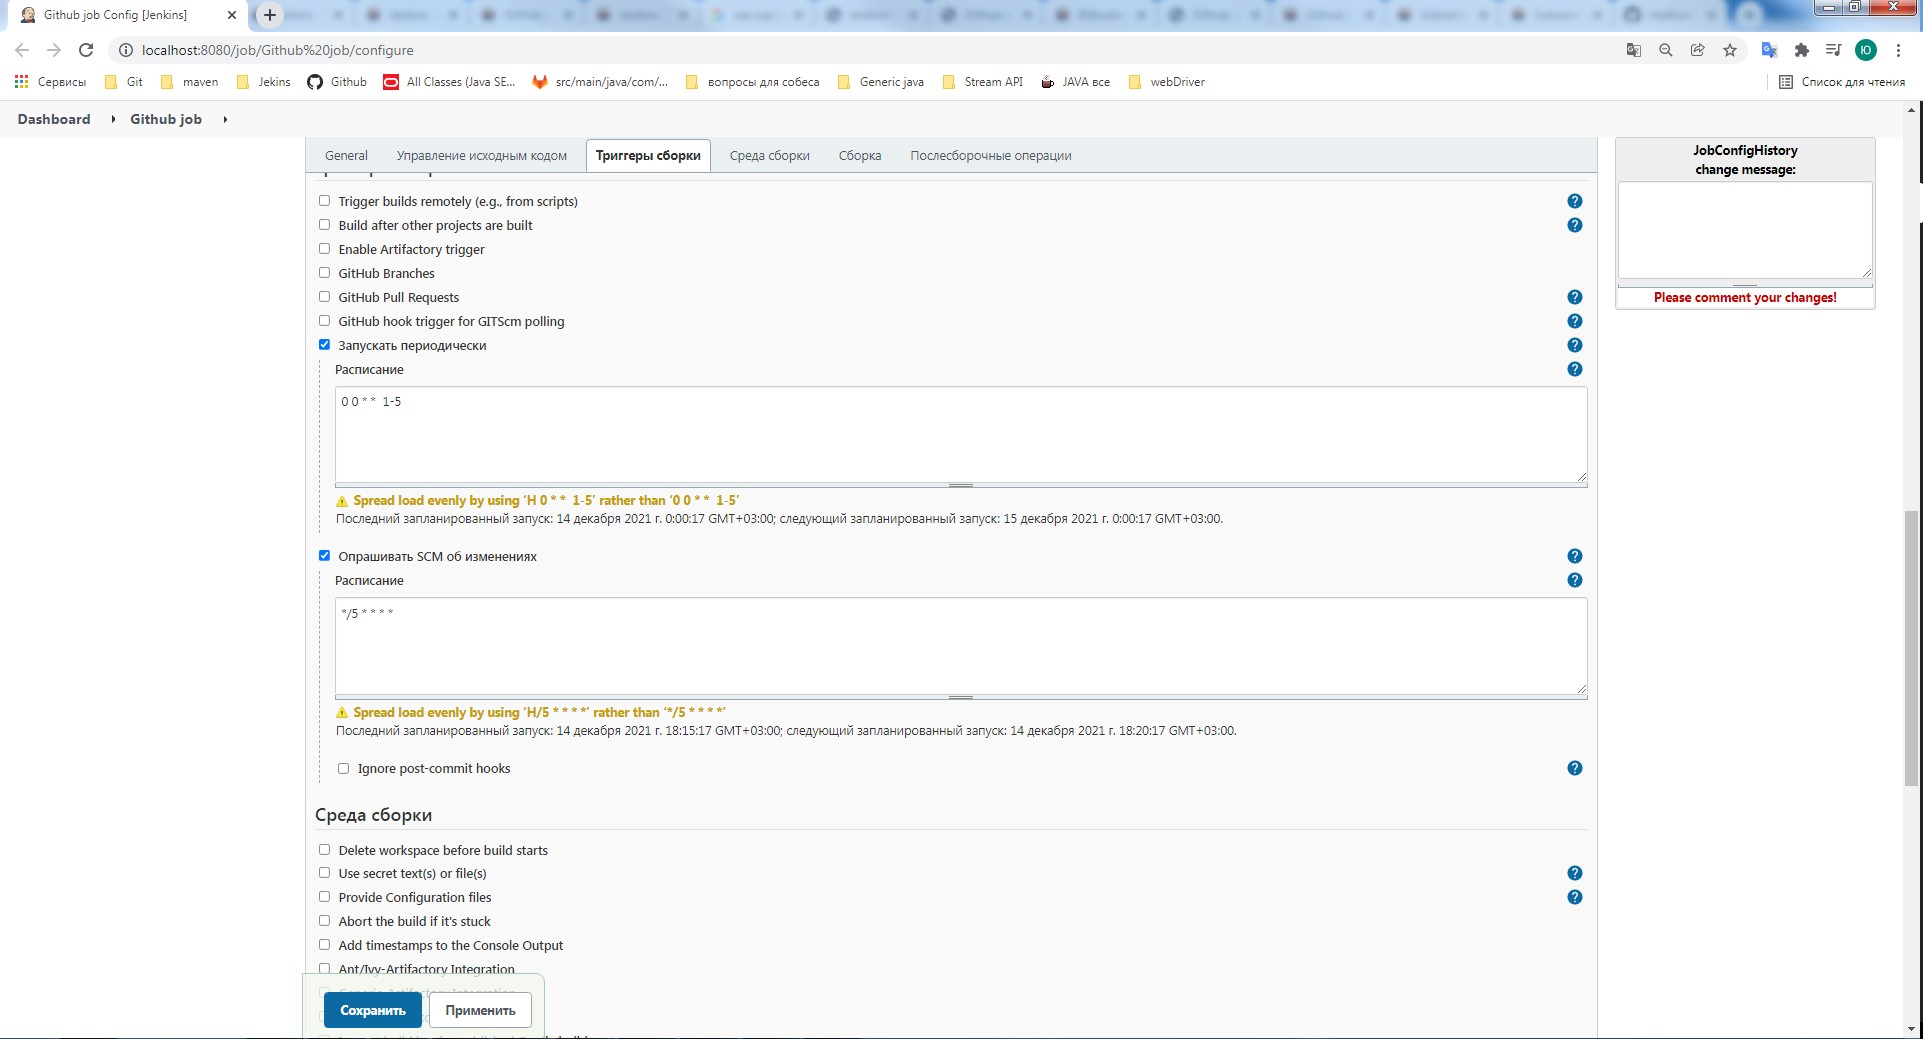 Github job Config [Jenkins]
localhost:8080/job/Github%20job/configure
Ю
Сервисы Git maven Jekins Github All Classes (Java SE... src/main/java/com/... вопросы для собеса Generic java Stream API JAVA все webDriver Список для чтения
Dashboard Github job
General Управление исходным кодом Триггеры сборки Среда сборки Сборка Послесборочные операции
JobConfigHistory
change message:
Please comment your changes!
Trigger builds remotely (e.g., from scripts)
Build after other projects are built
Enable Artifactory trigger
GitHub Branches
GitHub Pull Requests
GitHub hook trigger for GITScm polling
Запускать периодически
Расписание
0 0 * *  1-5
Spread load evenly by using ‘H 0 * *  1-5’ rather than ‘0 0 * *  1-5’
Последний запланированный запуск: 14 декабря 2021 г. 0:00:17 GMT+03:00; следующий запланированный запуск: 15 декабря 2021 г. 0:00:17 GMT+03:00.
Опрашивать SCM об изменениях
Расписание
*/5 * * * *
Spread load evenly by using ‘H/5 * * * *’ rather than ‘*/5 * * * *’
Последний запланированный запуск: 14 декабря 2021 г. 18:15:17 GMT+03:00; следующий запланированный запуск: 14 декабря 2021 г. 18:20:17 GMT+03:00.
Ignore post-commit hooks
Среда сборки
Delete workspace before build starts
Use secret text(s) or file(s)
Provide Configuration files
Abort the build if it's stuck
Add timestamps to the Console Output
Ant/Ivy-Artifactory Integration
Generic-Artifactory Integration
Сохранить Применить